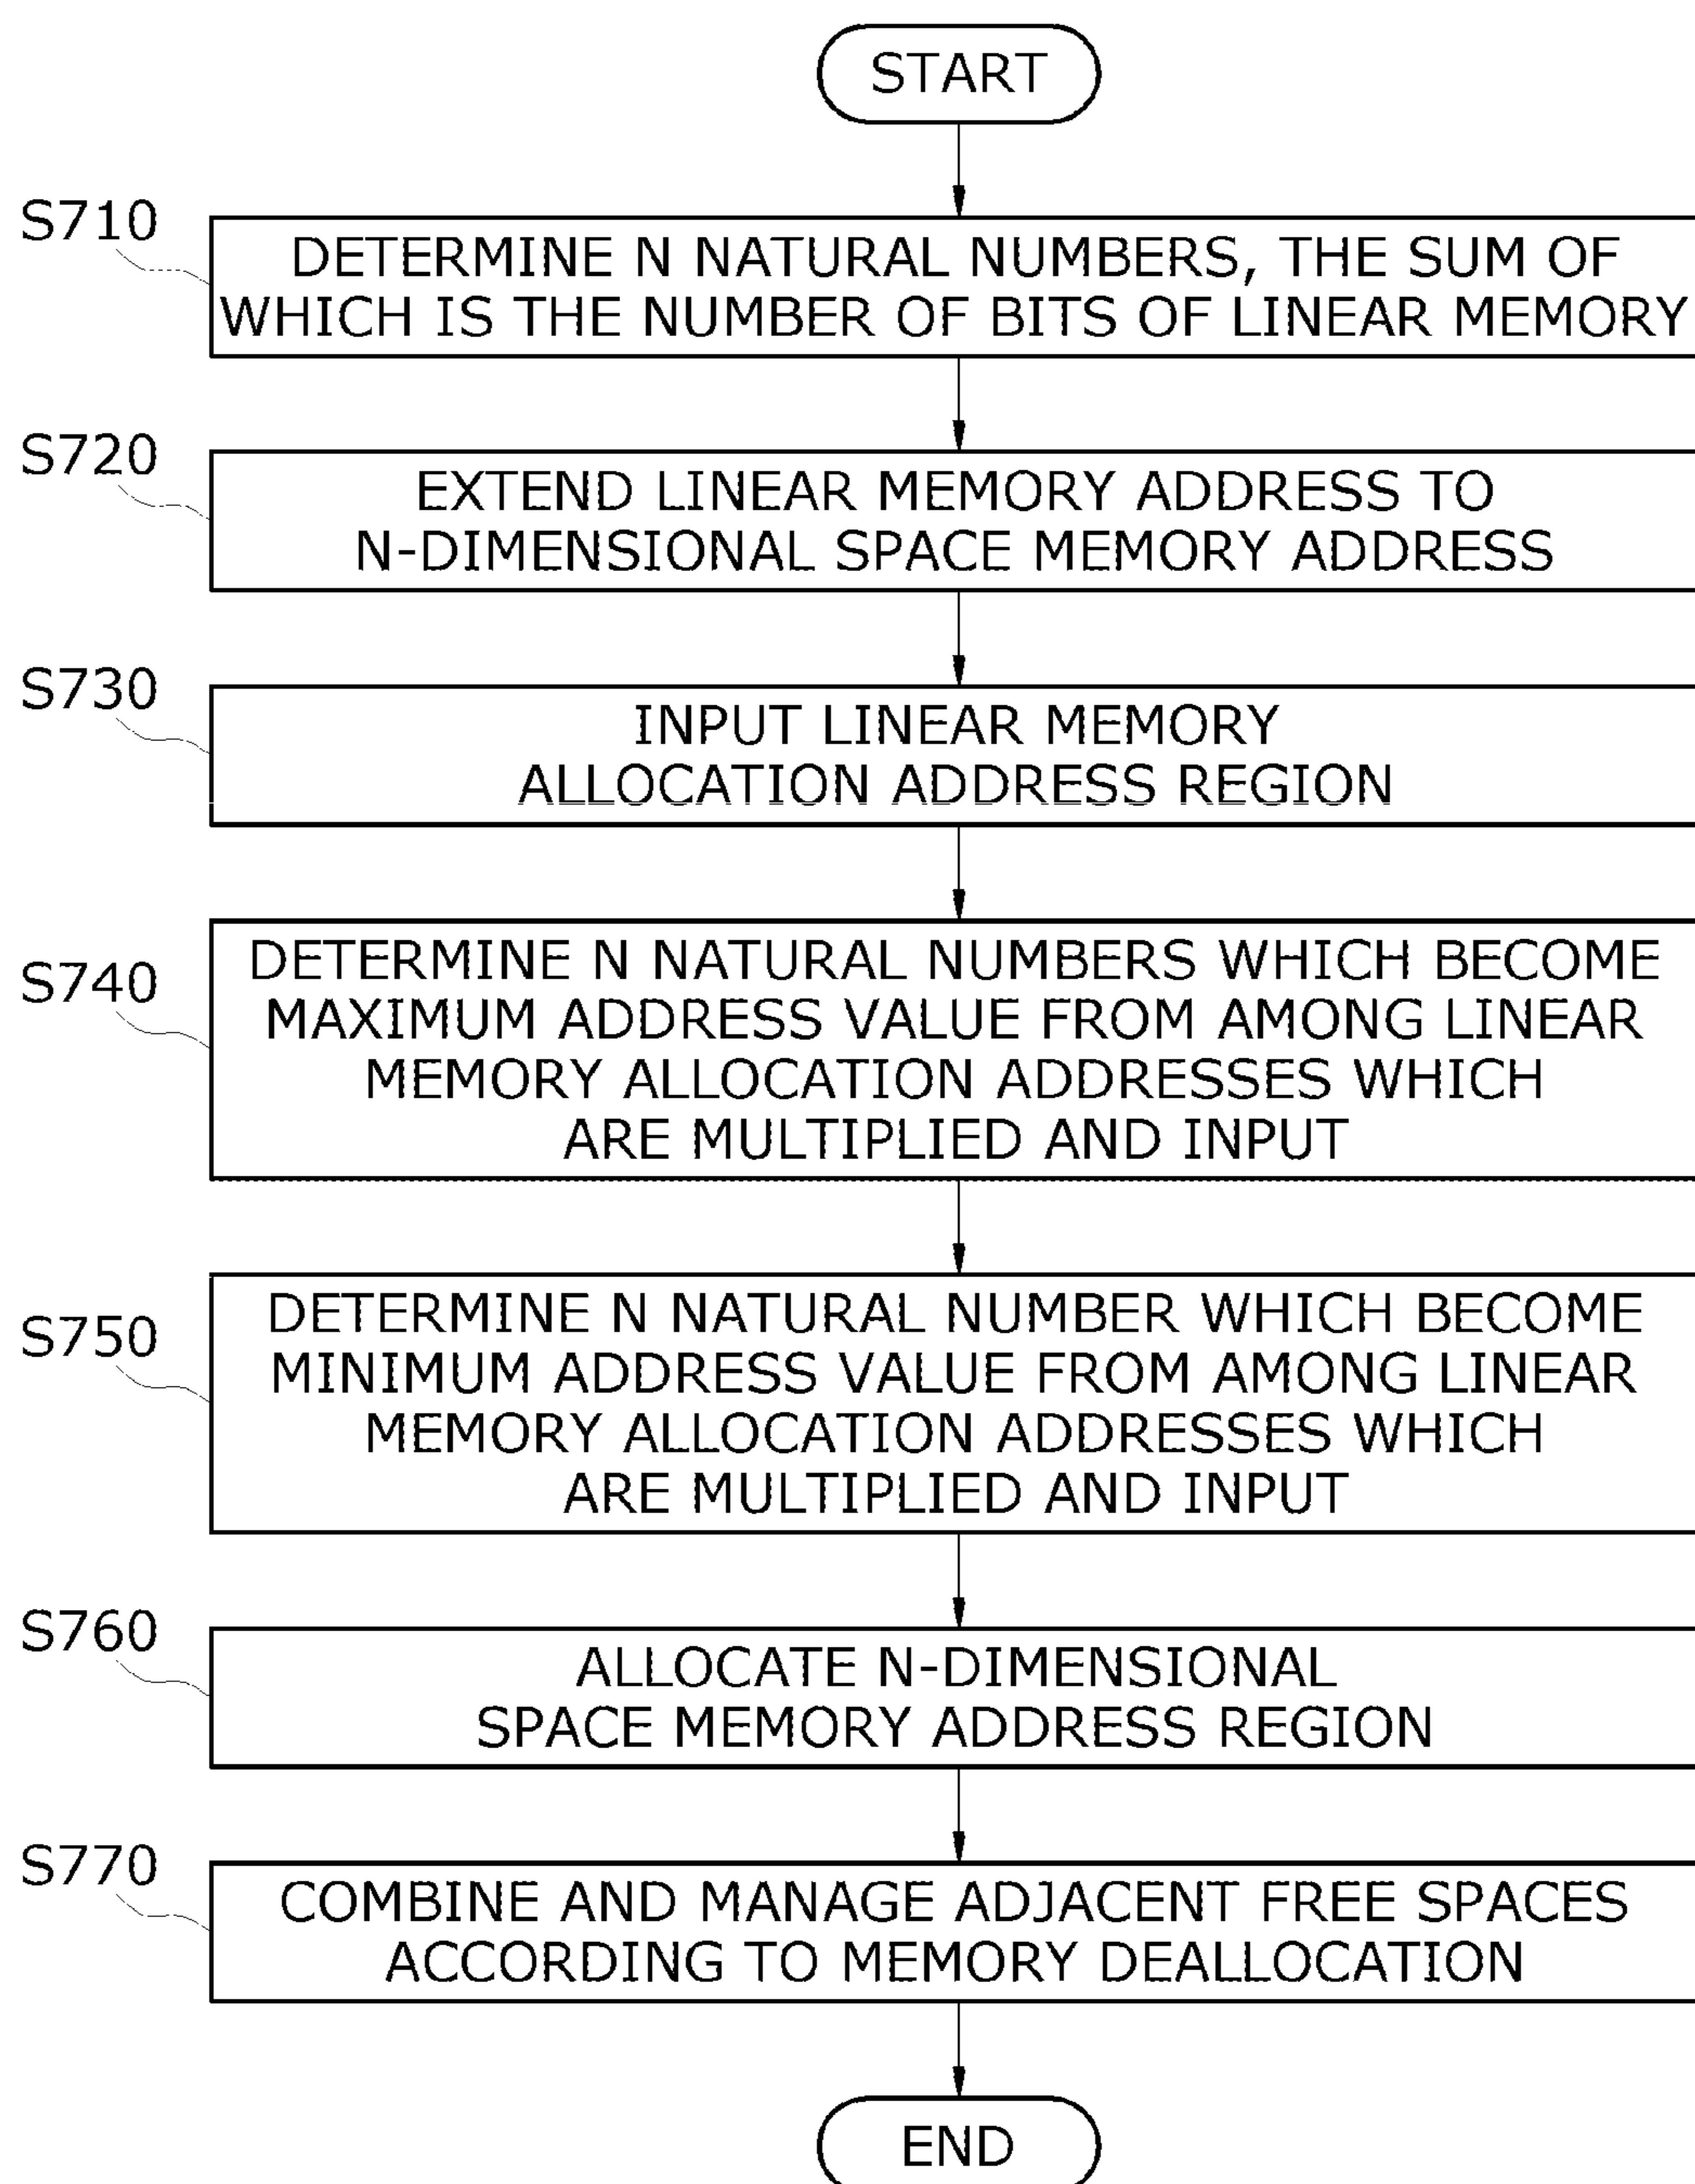 START
S710
DETERMINE N NATURAL NUMBERS, THE SUM OF
WHICH IS THE NUMBER OF BITS OF LINEAR MEMORY
S720
EXTEND LINEAR MEMORY ADDRESS TO
N-DIMENSIONAL SPACE MEMORY ADDRESS
S730
INPUT LINEAR MEMORY
ALLOCATION ADDRESS REGION
S740
DETERMINE N NATURAL NUMBERS WHICH BECOME
MAXIMUM ADDRESS VALUE FROM AMONG LINEAR
MEMORY ALLOCATION ADDRESSES WHICH
ARE MULTIPLIED AND INPUT
S750
DETERMINE N NATURAL NUMBER WHICH BECOME
MINIMUM ADDRESS VALUE FROM AMONG LINEAR
MEMORY ALLOCATION ADDRESSES WHICH
ARE MULTIPLIED AND INPUT
S760
ALLOCATE N-DIMENSIONAL
SPACE MEMORY ADDRESS REGION
S770
COMBINE AND MANAGE ADJACENT FREE SPACES
ACCORDING TO MEMORY DEALLOCATION
END